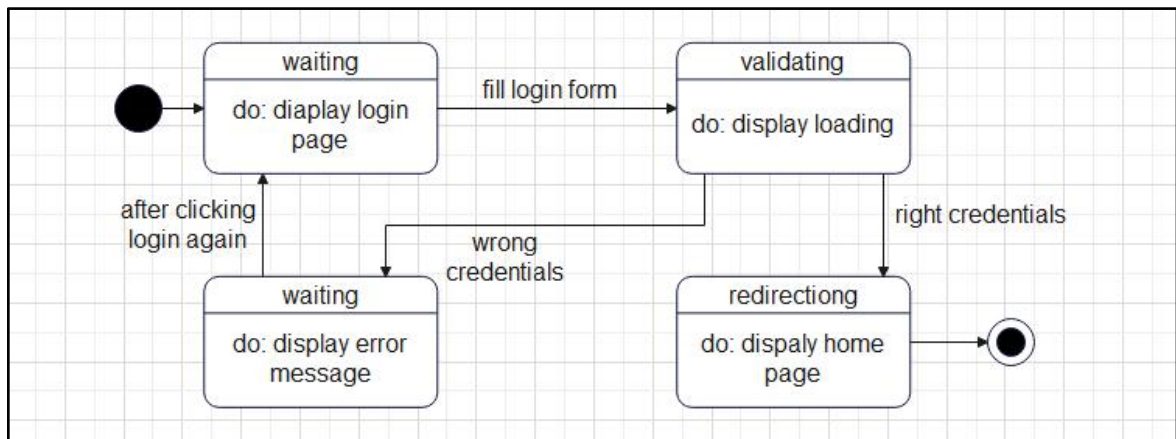 waiting
do: diaplay login
page
fill login form
validating
do: display loading
after clicking
login again
wrong
credentials
right credentials
waiting
do: display error
message
redirectiong
do: dispaly home
page